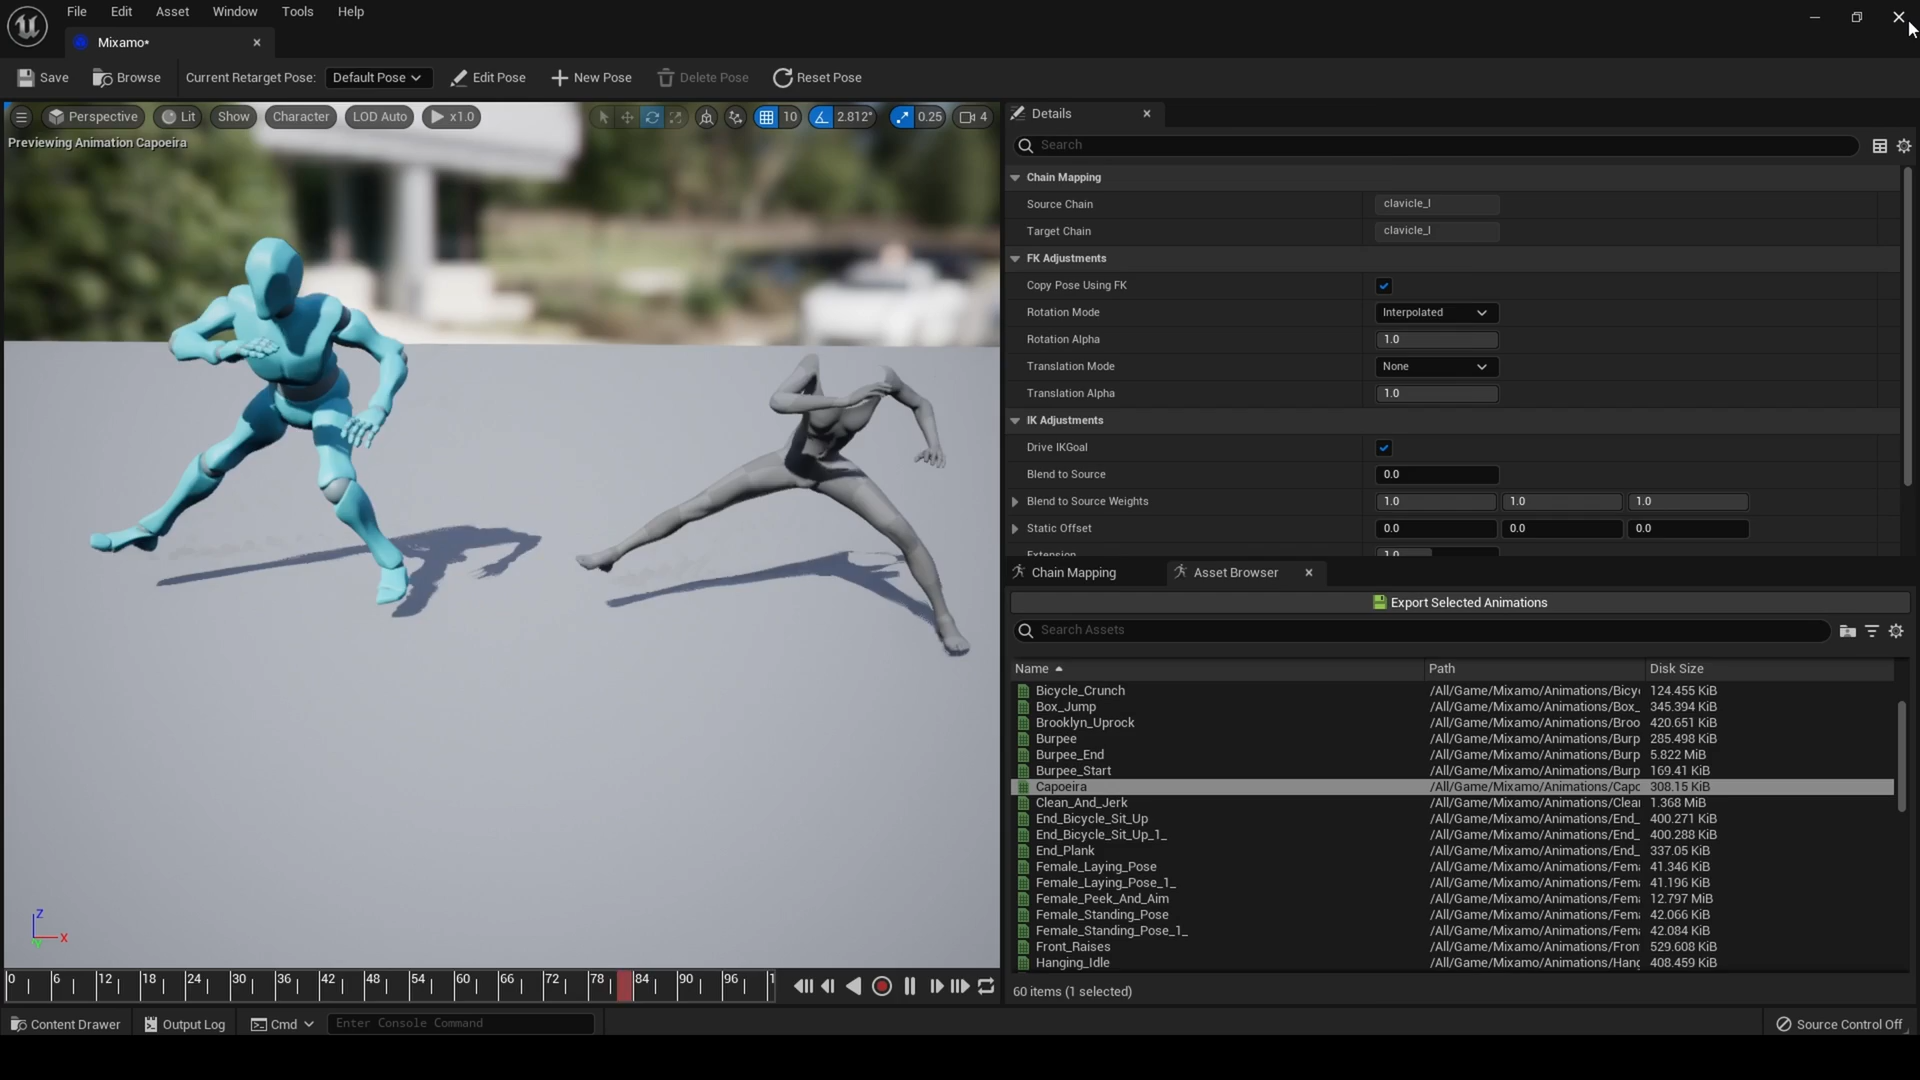 File Edit Asset Window Tools Help
Mixamo*
Save Browse Current Retarget Pose: Default Pose Edit Pose New Pose Delete Pose Reset Pose
Perspective Lit Show Character LOD Auto x1.0 10 2.812° 0.25 4
Previewing Animation Capoeira
Details
Search
Chain Mapping
Source Chain clavicle_l
Target Chain clavicle_l
FK Adjustments
Copy Pose Using FK
Rotation Mode Interpolated
Rotation Alpha 1.0
Translation Mode None
Translation Alpha 1.0
IK Adjustments
Drive IKGoal
Blend to Source 0.0
Blend to Source Weights 1.0 1.0 1.0
Static Offset 0.0 0.0 0.0
Extension 1.0
Chain Mapping Asset Browser
Export Selected Animations
Search Assets
Name Path Disk Size
Bicycle_Crunch /All/Game/Mixamo/Animations/Bicy 124.455 KiB
Box_Jump /All/Game/Mixamo/Animations/Box_ 345.394 KiB
Brooklyn_Uprock /All/Game/Mixamo/Animations/Broo 420.651 KiB
Burpee /All/Game/Mixamo/Animations/Burp 285.498 KiB
Burpee_End /All/Game/Mixamo/Animations/Burp 5.822 MiB
Burpee_Start /All/Game/Mixamo/Animations/Burp 169.41 KiB
Capoeira /All/Game/Mixamo/Animations/Capo 308.15 KiB
Clean_And_Jerk /All/Game/Mixamo/Animations/Clea 1.368 MiB
End_Bicycle_Sit_Up /All/Game/Mixamo/Animations/End_ 400.271 KiB
End_Bicycle_Sit_Up_1_ /All/Game/Mixamo/Animations/End_ 400.288 KiB
End_Plank /All/Game/Mixamo/Animations/End_ 337.05 KiB
Female_Laying_Pose /All/Game/Mixamo/Animations/Fema 41.346 KiB
Female_Laying_Pose_1_ /All/Game/Mixamo/Animations/Fema 41.196 KiB
Female_Peek_And_Aim /All/Game/Mixamo/Animations/Fema 12.797 MiB
Female_Standing_Pose /All/Game/Mixamo/Animations/Fema 42.066 KiB
Female_Standing_Pose_1_ /All/Game/Mixamo/Animations/Fema 42.084 KiB
Front_Raises /All/Game/Mixamo/Animations/Fron 529.608 KiB
Hanging_Idle /All/Game/Mixamo/Animations/Hang 408.459 KiB
Z
Y X
0 6 12 18 24 30 36 42 48 54 60 66 72 78 84 90 96 1
60 items (1 selected)
Content Drawer Output Log Cmd Enter Console Command Source Control Off